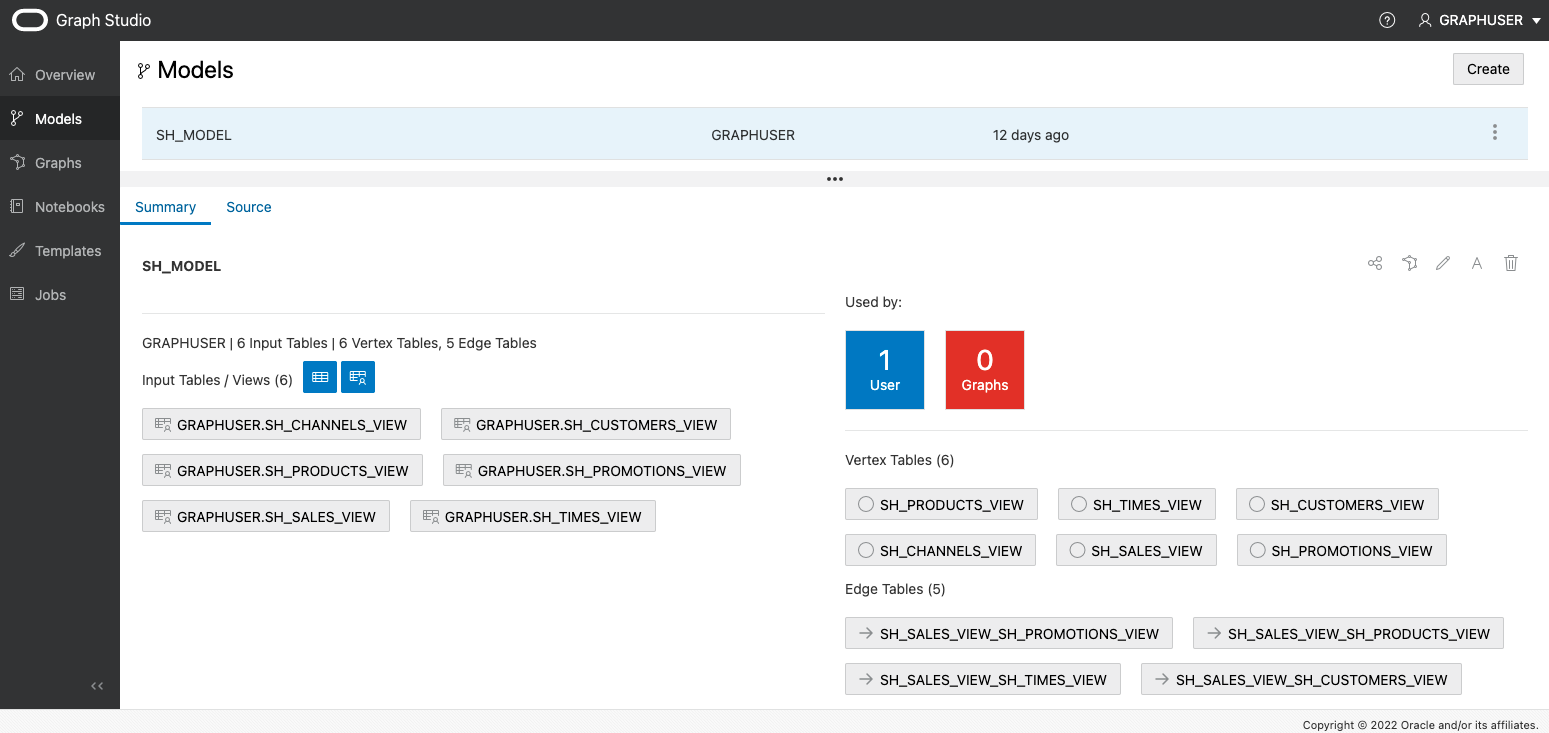 Graph Studio
GRAPHUSER
Overview
Models
Graphs
Notebooks
Templates
Jobs
Models
Create
SH_MODEL GRAPHUSER 12 days ago
Summary Source
SH_MODEL
GRAPHUSER | 6 Input Tables | 6 Vertex Tables, 5 Edge Tables
Input Tables / Views (6)
GRAPHUSER.SH_CHANNELS_VIEW GRAPHUSER.SH_CUSTOMERS_VIEW
GRAPHUSER.SH_PRODUCTS_VIEW GRAPHUSER.SH_PROMOTIONS_VIEW
GRAPHUSER.SH_SALES_VIEW GRAPHUSER.SH_TIMES_VIEW
Used by:
1
User
0
Graphs
Vertex Tables (6)
SH_PRODUCTS_VIEW SH_TIMES_VIEW SH_CUSTOMERS_VIEW
SH_CHANNELS_VIEW SH_SALES_VIEW SH_PROMOTIONS_VIEW
Edge Tables (5)
SH_SALES_VIEW_SH_PROMOTIONS_VIEW SH_SALES_VIEW_SH_PRODUCTS_VIEW
SH_SALES_VIEW_SH_TIMES_VIEW SH_SALES_VIEW_SH_CUSTOMERS_VIEW
Copyright © 2022 Oracle and/or its affiliates.